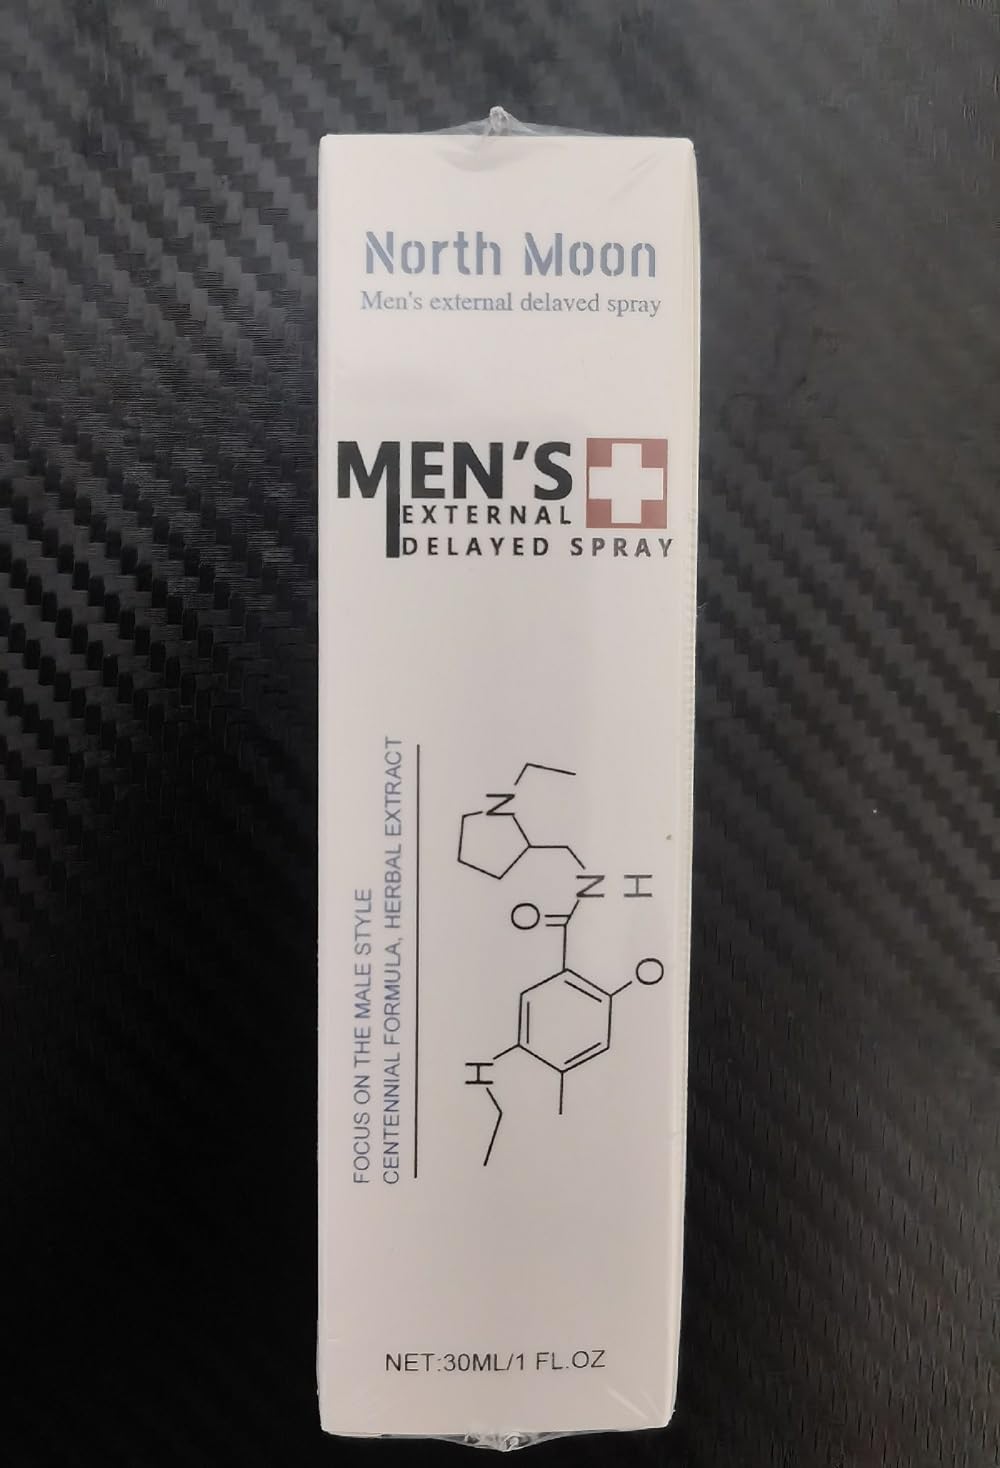 North Moon
Men's external delaved spray
MEN'S
EXTERNAL
DELAYED SPRAY
FOCUS ON THE MALE STYLE
CENTENNIAL FORMULA, HERBAL EXTRACT
N
N
H
O
O
H
NET:30ML/1 FL.OZ